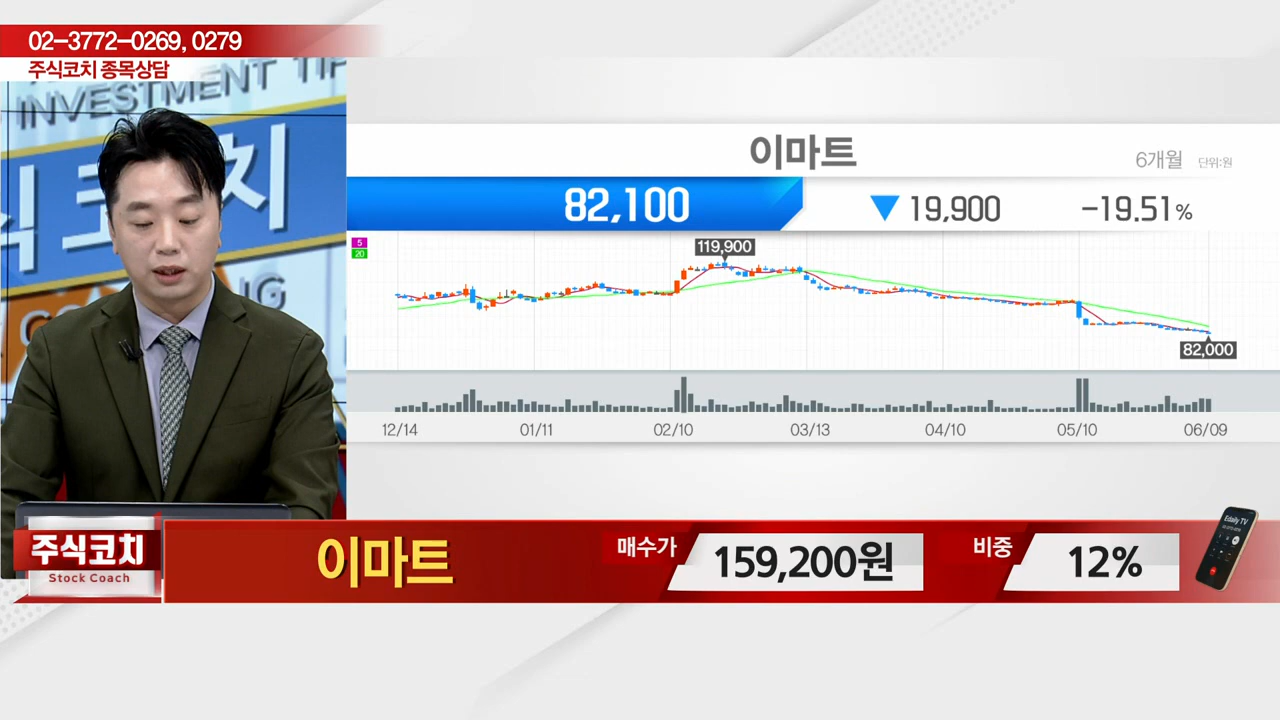 02-3772-0269, 0279
주식코치 종목상담
INVESTMENT TIP
식 코치
이마트
6개월 단위:원
82,100
▼ 19,900
-19.51%
5
20
119,900
82,000
12/14 01/11 02/10 03/13 04/10 05/10 06/09
주식코치
Stock Coach
이마트
매수가 159,200원
비중 12%
Edaily TV